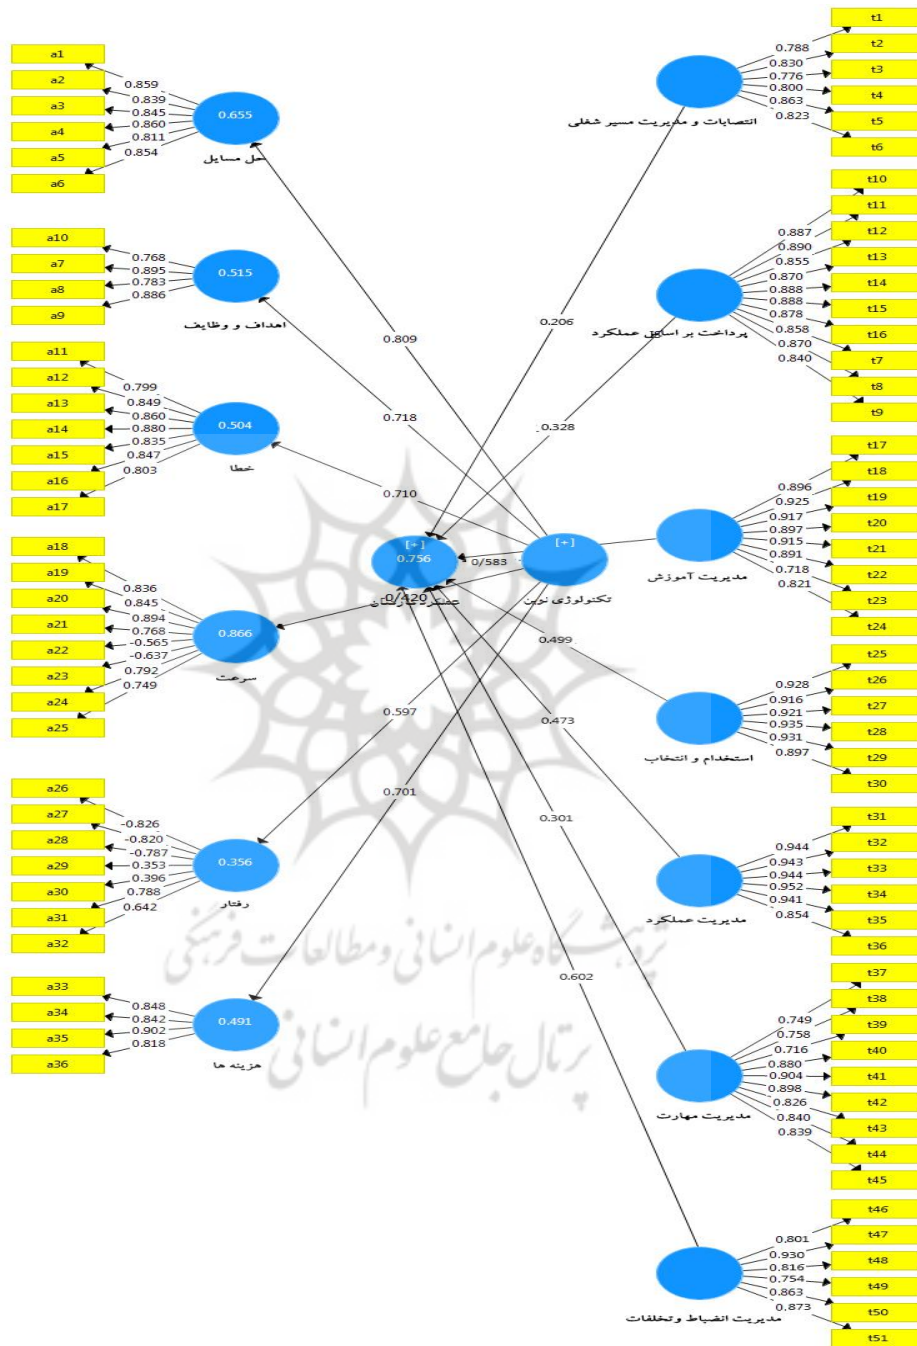 a1
a2
a3
a4
a5
a6
0.859
0.839
0.845
0.860
0.811
0.854
0.655
حل مسایل
a10
a7
a8
a9
0.768
0.895
0.783
0.886
0.515
اهداف و وظایف
a11
a12
a13
a14
a15
a16
a17
0.799
0.849
0.860
0.880
0.835
0.847
0.803
0.504
خطا
a18
a19
a20
a21
a22
a23
a24
a25
0.836
0.845
0.894
0.768
-0.565
-0.637
0.792
0.749
0.866
سرعت
a26
a27
a28
a29
a30
a31
a32
-0.826
-0.820
-0.787
0.353
0.396
0.788
0.642
0.356
رفتار
a33
a34
a35
a36
0.848
0.842
0.902
0.818
0.491
هزینه ها
0.809
0.718
0.710
0.597
0.701
[+]
0.756
0/420
[+]
تکنولوژی نوین
0/583
0.206
0.328
0.499
0.473
0.301
0.602
انتصابات و مدیریت مسیر شغلی
0.788
0.830
0.776
0.800
0.863
0.823
t1
t2
t3
t4
t5
t6
پرداخت بر اساس عملکرد
0.887
0.890
0.855
0.870
0.888
0.888
0.878
0.858
0.870
0.840
t10
t11
t12
t13
t14
t15
t16
t7
t8
t9
مدیریت آموزش
0.896
0.925
0.917
0.897
0.915
0.891
0.718
0.821
t17
t18
t19
t20
t21
t22
t23
t24
استخدام و انتخاب
0.928
0.916
0.921
0.935
0.931
0.897
t25
t26
t27
t28
t29
t30
مدیریت عملکرد
0.944
0.943
0.944
0.952
0.941
0.854
t31
t32
t33
t34
t35
t36
مدیریت مهارت
0.749
0.758
0.716
0.880
0.904
0.898
0.826
0.840
0.839
t37
t38
t39
t40
t41
t42
t43
t44
t45
مدیریت انضباط وتخلفات
0.801
0.930
0.816
0.754
0.863
0.873
t46
t47
t48
t49
t50
t51
پژوهشگاه علوم انسانی و مطالعات فرهنگی
پرتال جامع علوم انسانی